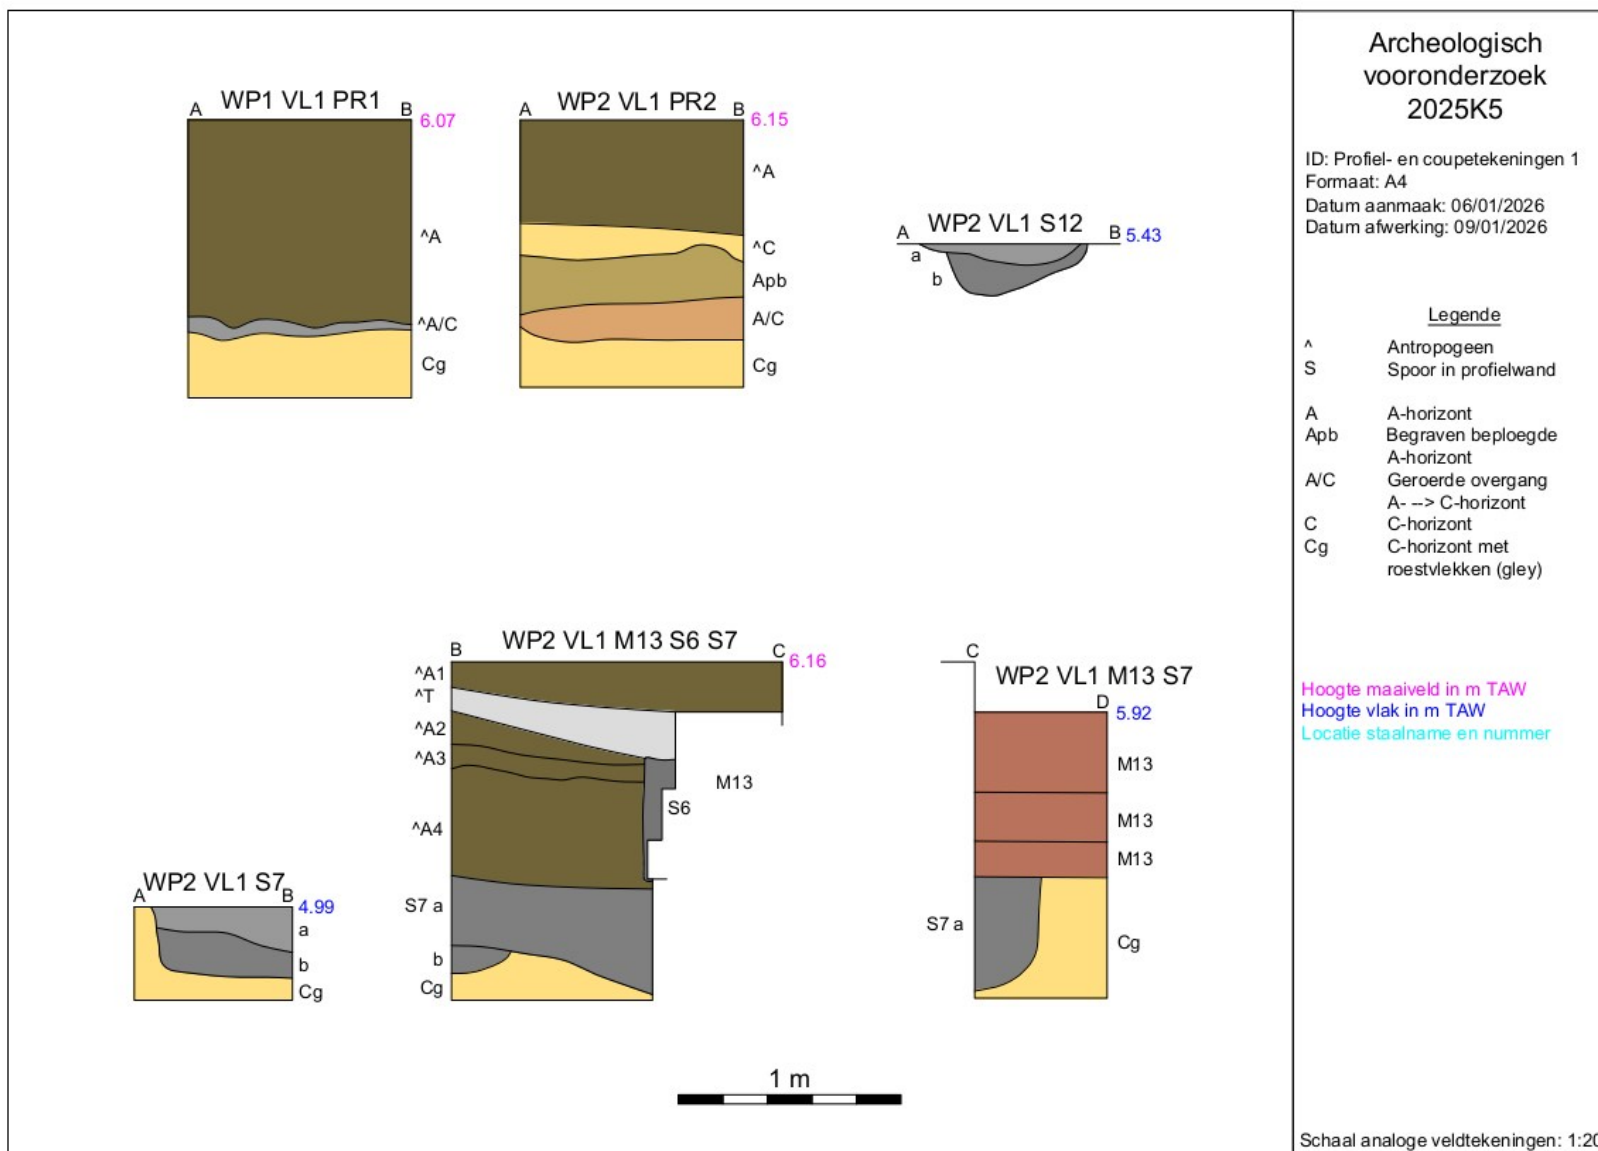 WP1 VL1 PR1
A
B
6.07
^A
^A/C
Cg
WP2 VL1 PR2
A
B
6.15
^A
^C
Apb
A/C
Cg
WP2 VL1 S12
A
B
5.43
a
b
WP2 VL1 S7
A
B
4.99
a
b
Cg
WP2 VL1 M13 S6 S7
B
C
6.16
^A1
^T
^A2
^A3
^A4
S7 a
b
Cg
M13
S6
C
WP2 VL1 M13 S7
D
5.92
M13
M13
M13
S7 a
Cg
1 m
Archeologisch
vooronderzoek
2025K5
ID: Profiel- en coupetekeningen 1
Formaat: A4
Datum aanmaak: 06/01/2026
Datum afwerking: 09/01/2026
Legende
^ Antropogeen
S Spoor in profielwand
A A-horizont
Apb Begraven beploegde
A-horizont
A/C Geroerde overgang
A- --> C-horizont
C C-horizont
Cg C-horizont met
roestvlekken (gley)
Hoogte maaiveld in m TAW
Hoogte vlak in m TAW
Locatie staalname en nummer
Schaal analoge veldtekeningen: 1:20